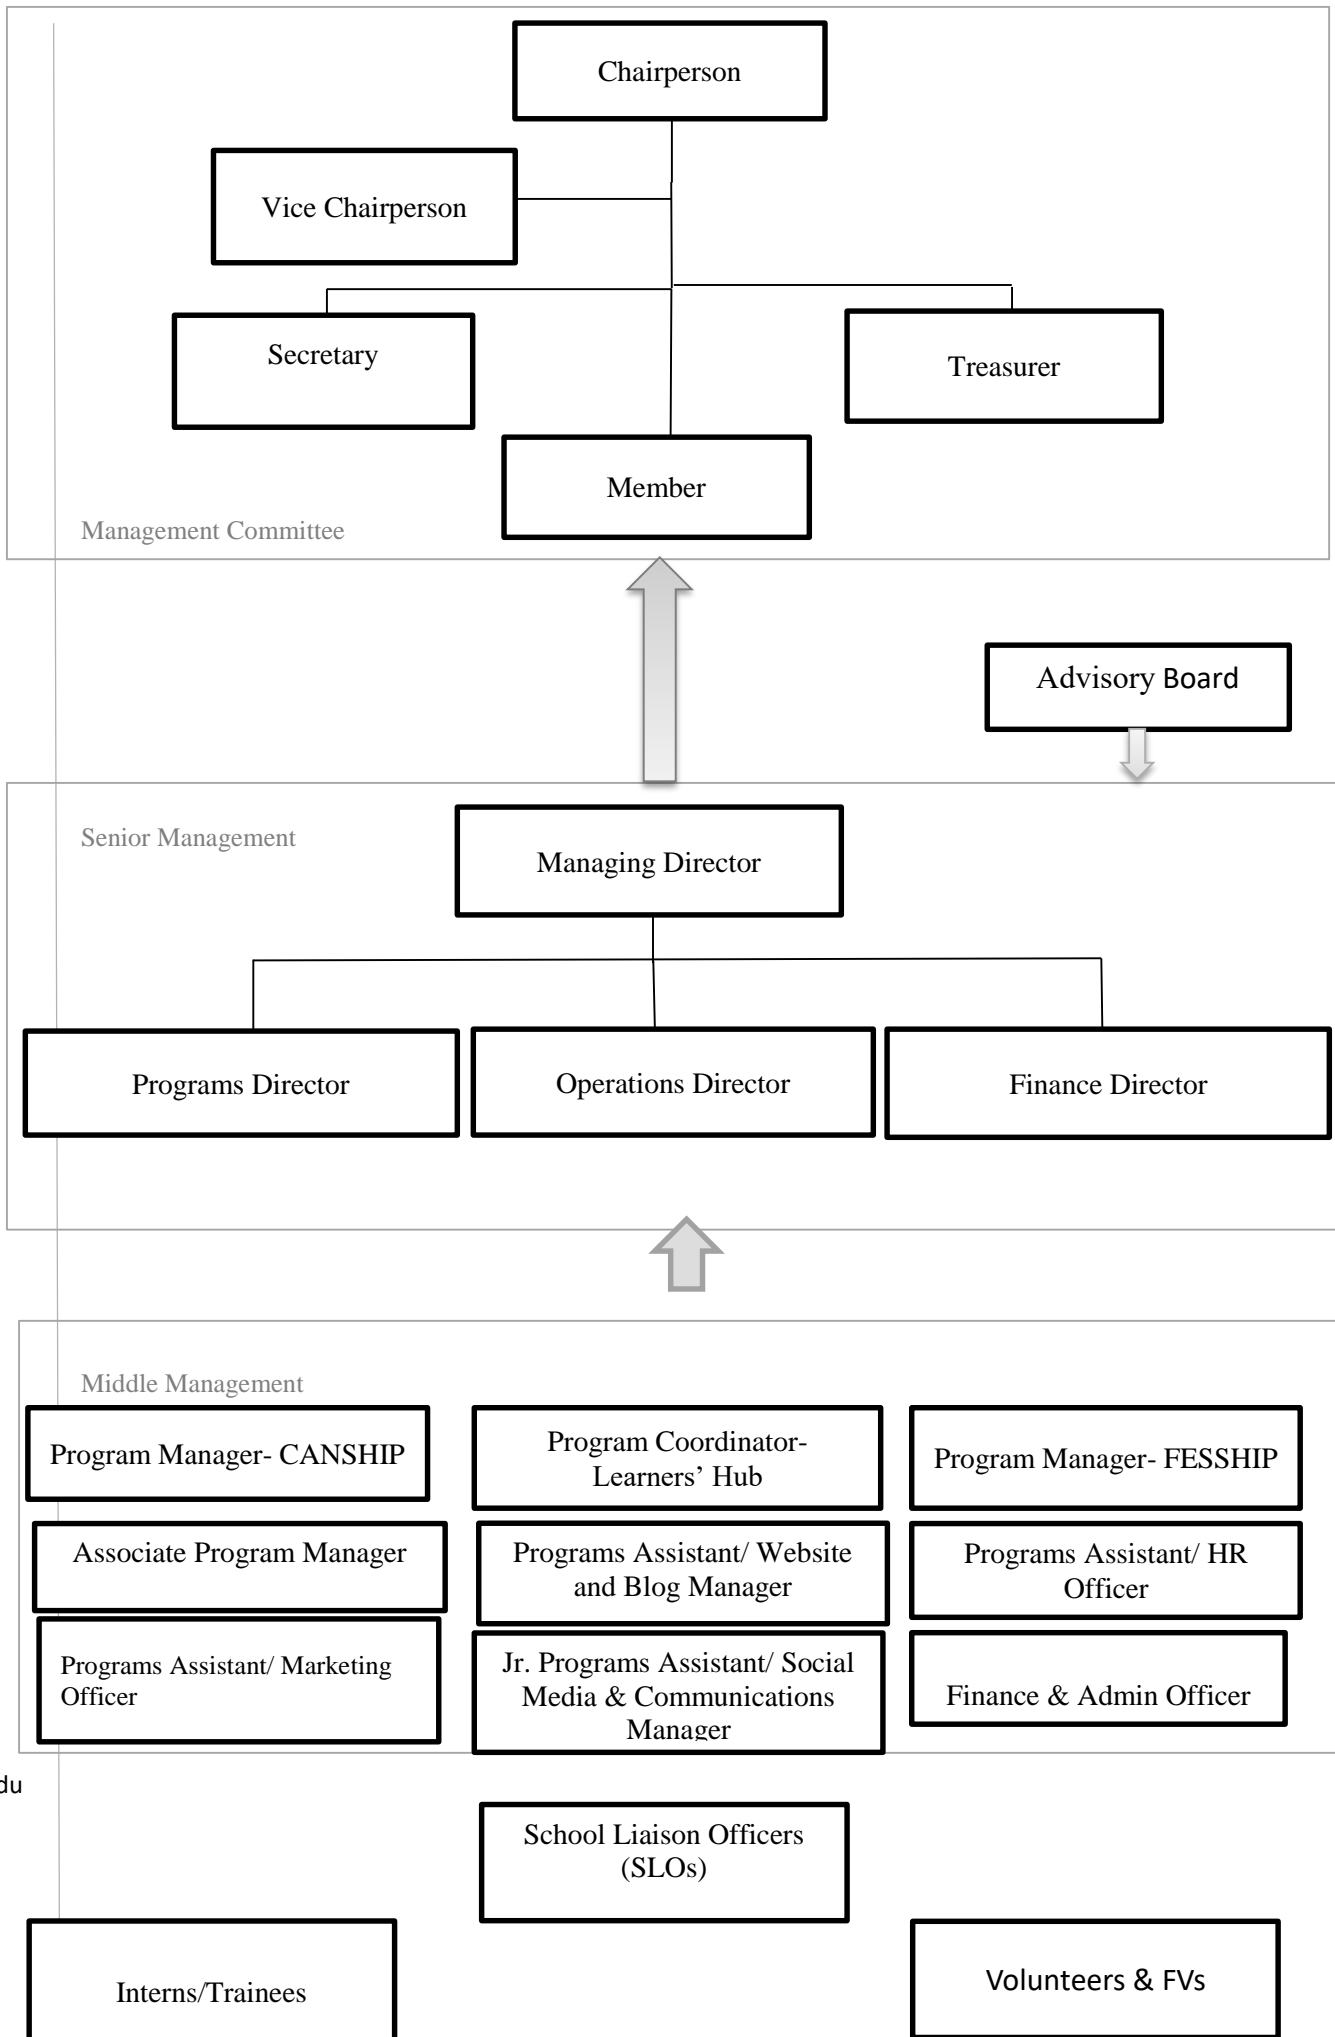 Chairperson
Vice Chairperson
Secretary
Treasurer
Member
Management Committee
Advisory Board
Senior Management
Managing Director
Programs Director
Operations Director
Finance Director
Middle Management
Program Manager- CANSHIP
Program Coordinator-
Learners’ Hub
Program Manager- FESSHIP
Associate Program Manager
Programs Assistant/ Website
and Blog Manager
Programs Assistant/ HR
Officer
Programs Assistant/ Marketing
Officer
Jr. Programs Assistant/ Social
Media & Communications
Manager
Finance & Admin Officer
du
School Liaison Officers
(SLOs)
Interns/Trainees
Volunteers & FVs